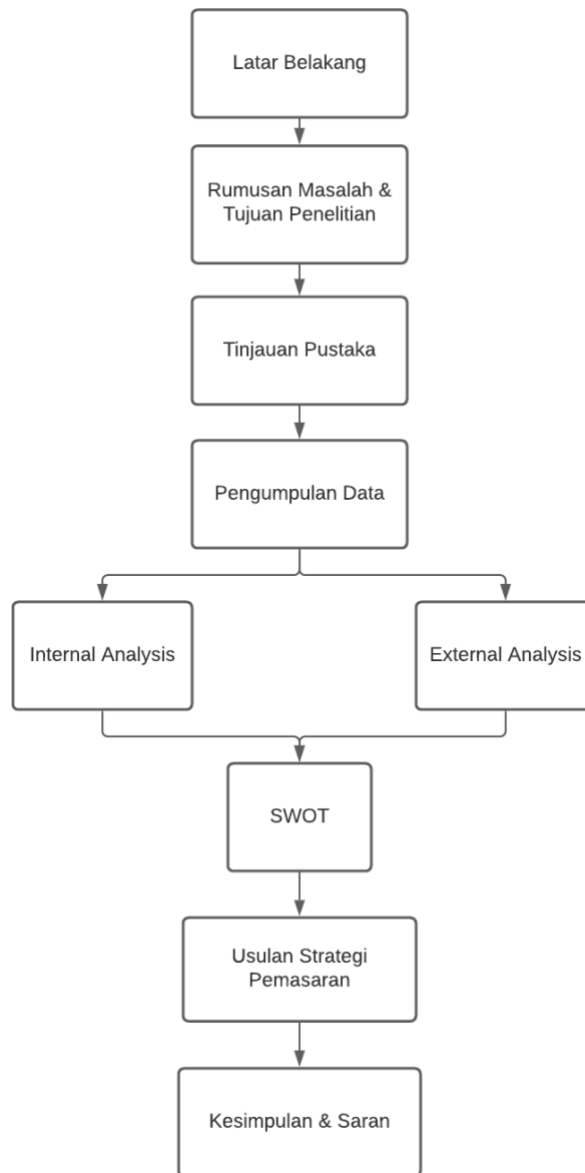 Latar Belakang
Rumusan Masalah &
Tujuan Penelitian
Tinjauan Pustaka
Pengumpulan Data
Internal Analysis
External Analysis
SWOT
Usulan Strategi
Pemasaran
Kesimpulan & Saran